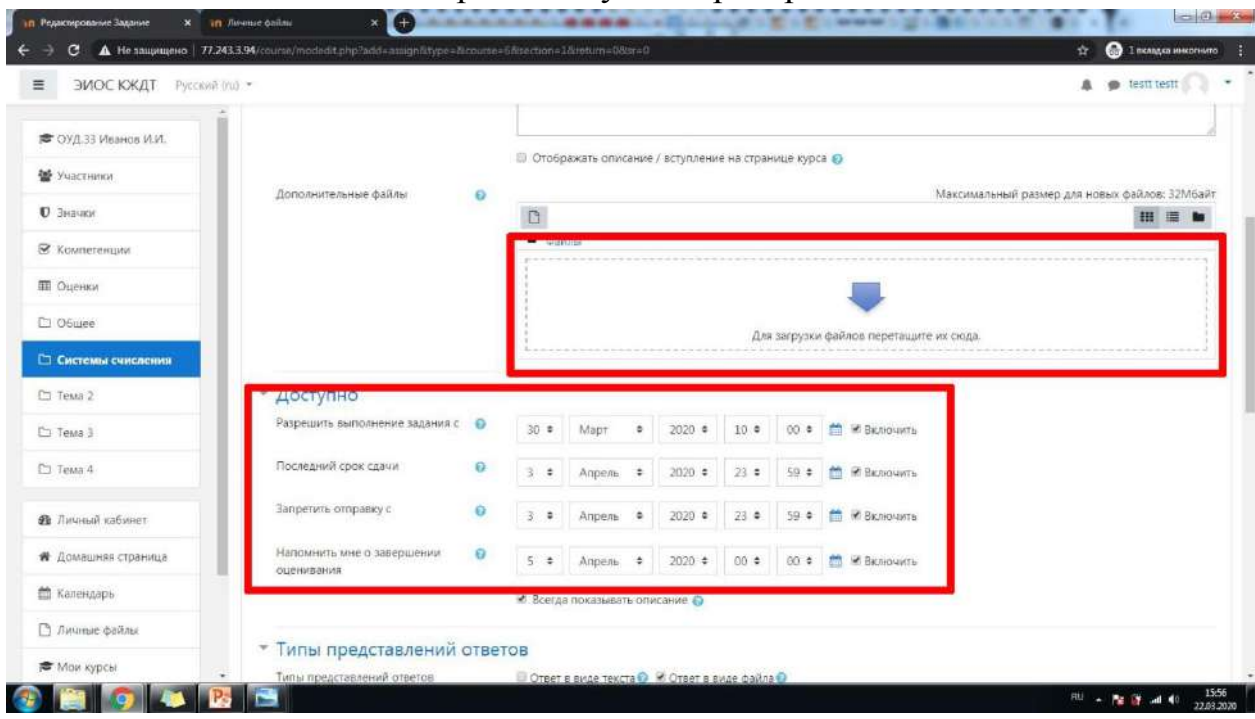 Редактирование Задание
Личные файлы
Не защищено
77.243.3.94/course/modedit.php?add=assign&type=&course=6&section=1&return=0&sr=0
1 вкладка инкогнито
ЭИОС КЖДТ
Русский (ru)
testt testt
ОУД.33 Иванов И.И.
Участники
Значки
Компетенции
Оценки
Общее
Системы счисления
Тема 2
Тема 3
Тема 4
Личный кабинет
Домашняя страница
Календарь
Личные файлы
Мои курсы
Отображать описание / вступление на странице курса
Дополнительные файлы
Максимальный размер для новых файлов: 32Мбайт
Файлы
Для загрузки файлов перетащите их сюда.
Доступно
Разрешить выполнение задания с 30 Март 2020 10 00 Включить
Последний срок сдачи 3 Апрель 2020 23 59 Включить
Запретить отправку с 3 Апрель 2020 23 59 Включить
Напомнить мне о завершении
оценивания 5 Апрель 2020 00 00 Включить
Всегда показывать описание
Типы представлений ответов
Типы представлений ответов Ответ в виде текста Ответ в виде файла
RU
15:56
22.03.2020